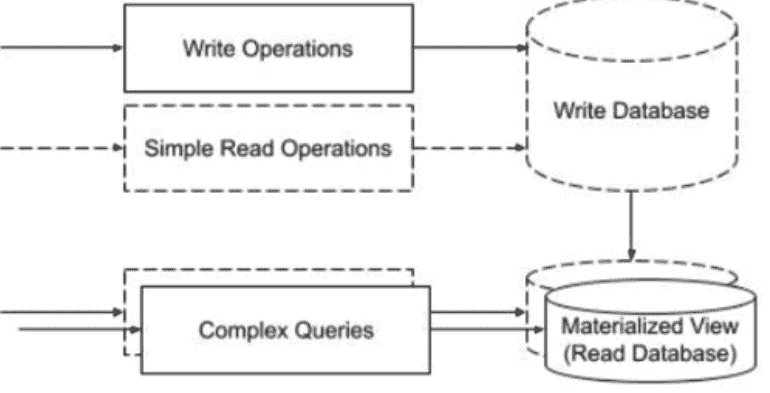 Write Operations
Write Database
Simple Read Operations
Complex Queries
Materialized View
(Read Database)